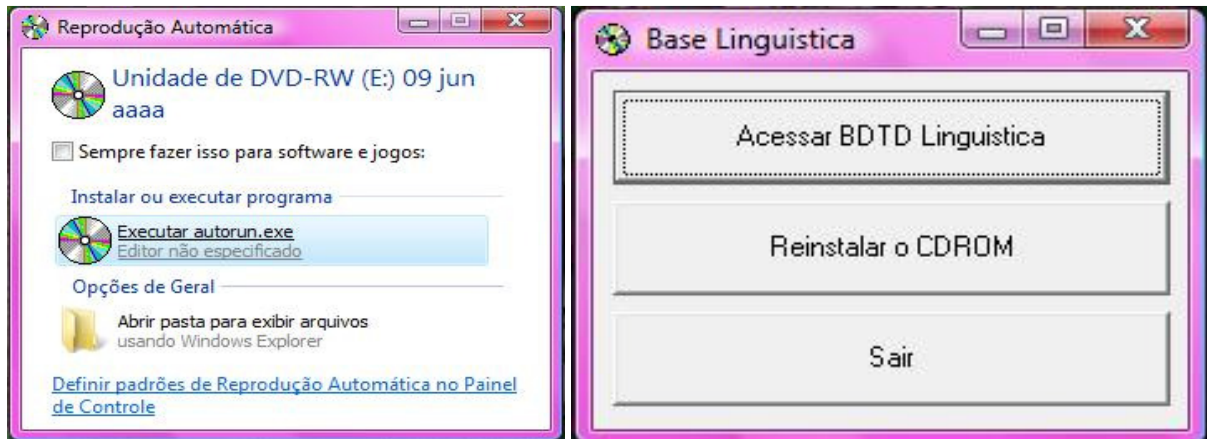 Reprodução Automática
Unidade de DVD-RW (E:) 09 jun
aaaa
Sempre fazer isso para software e jogos:
Instalar ou executar programa
Executar autorun.exe
Editor não especificado
Opções de Geral
Abrir pasta para exibir arquivos
usando Windows Explorer
Definir padrões de Reprodução Automática no Painel
de Controle
Base Linguistica
Acessar BDTD Linguistica
Reinstalar o CDROM
Sair